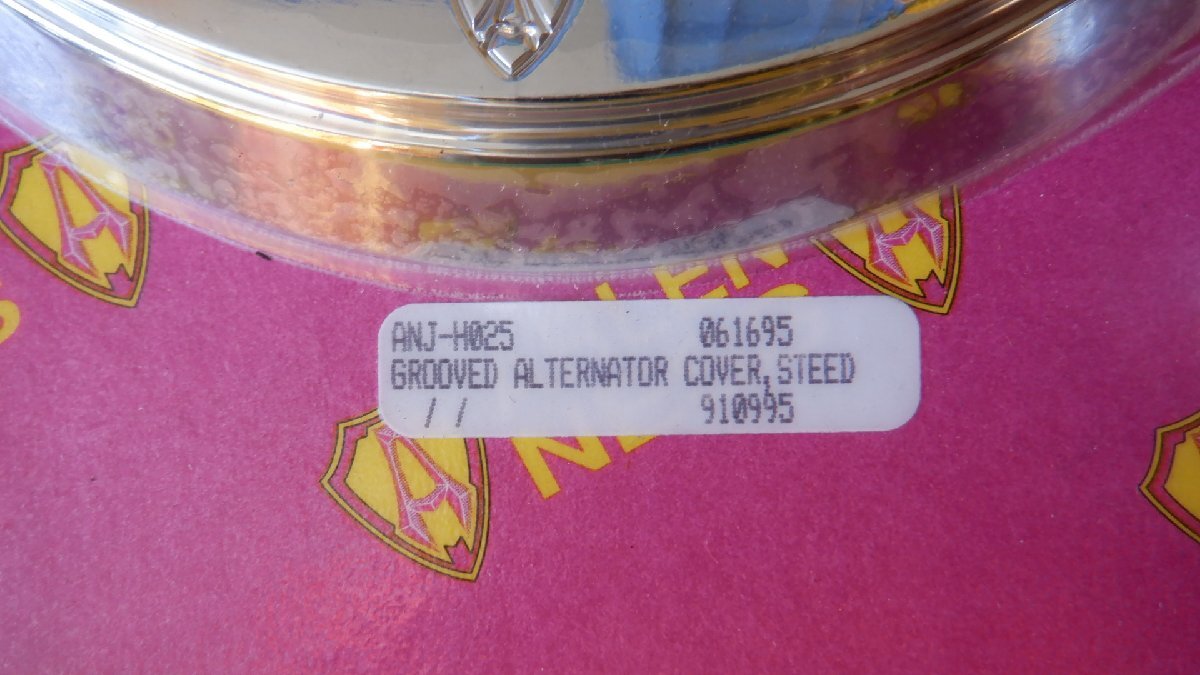 ANJ-H025 061695
GROOVED ALTERNATOR COVER,STEED
/ / 910995